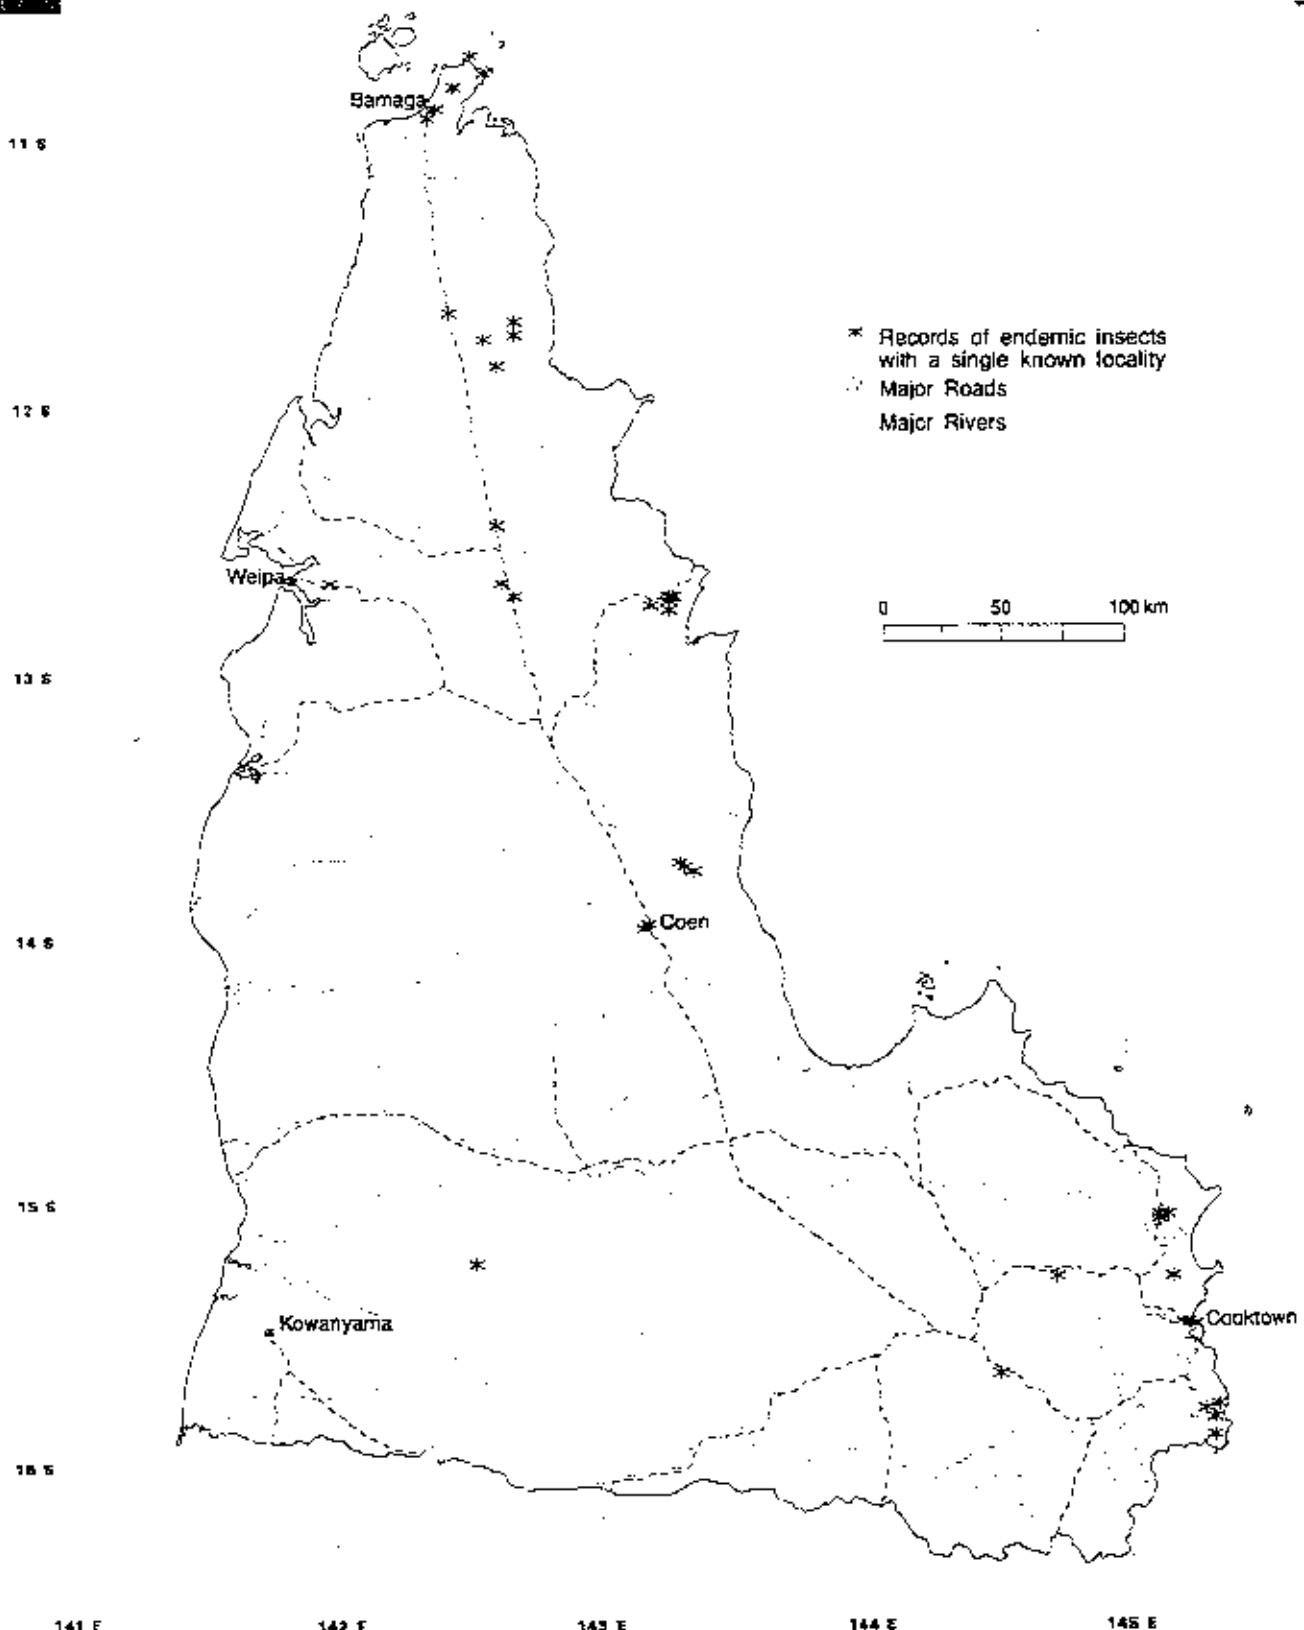 Bamaga
11 S
* Records of endemic insects
with a single known locality
Major Roads
Major Rivers
12 S
Weipa
0 50 100 km
13 S
Coen
14 S
15 S
Kowanyama
Cooktown
16 S
141 E 142 E 143 E 144 E 145 E